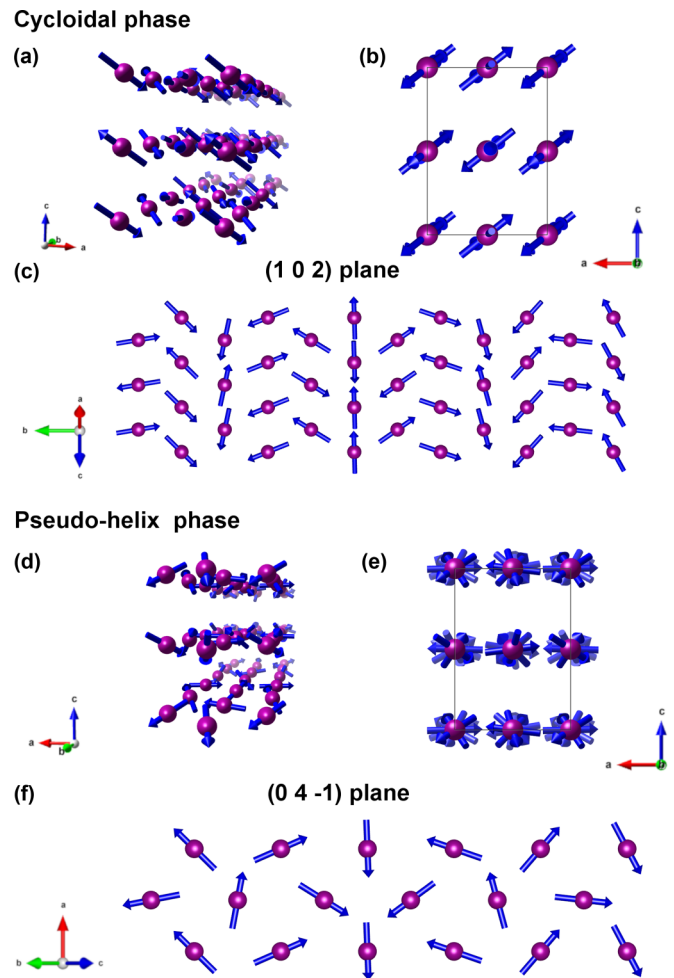 Cycloidal phase
(a)
(b)
c
b
a
c
a
b
(c)
(1 0 2) plane
a
b
c
Pseudo-helix phase
(d)
(e)
c
a
b
c
a
b
(f)
(0 4 -1) plane
a
b
c